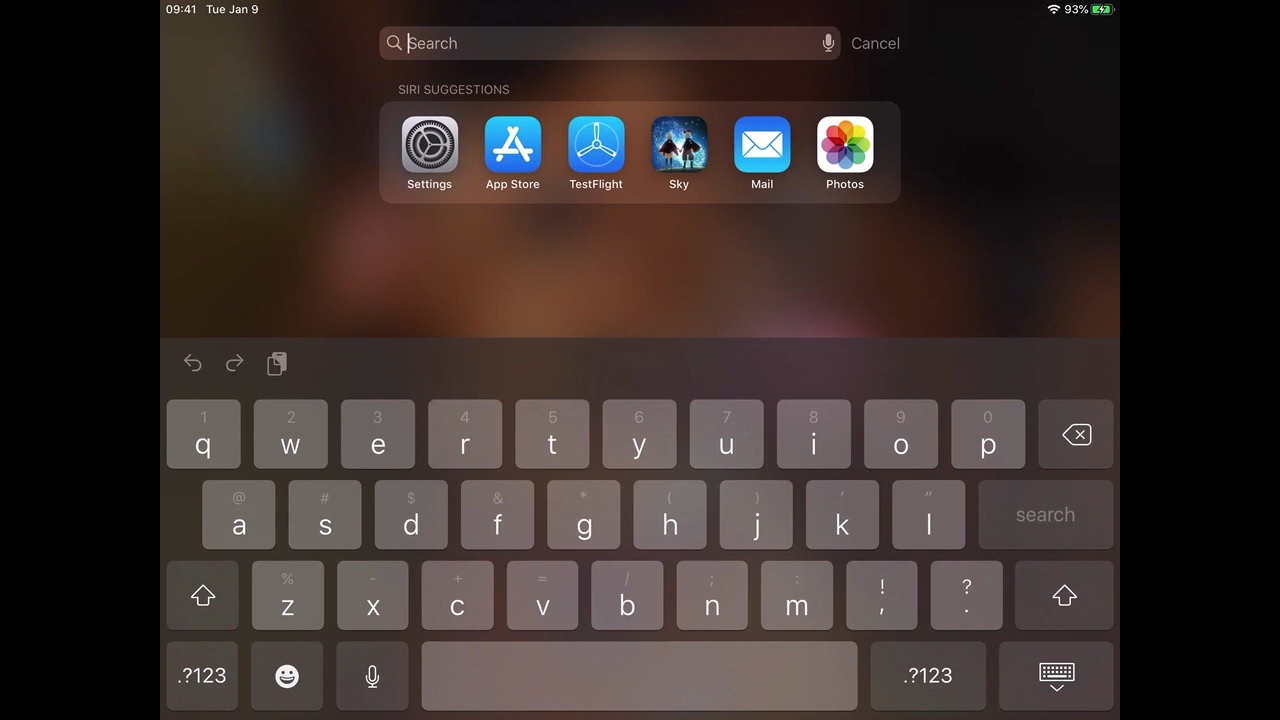 09:41 Tue Jan 9 93%
Search Cancel
SIRI SUGGESTIONS
Settings App Store TestFlight Sky Mail Photos
1 2 3 4 5 6 7 8 9 0
q w e r t y u i o p
@ # $ & * ( ) ' "
a s d f g h j k l search
% - + = / ; : ! ?
z x c v b n m , .
.?123 .?123